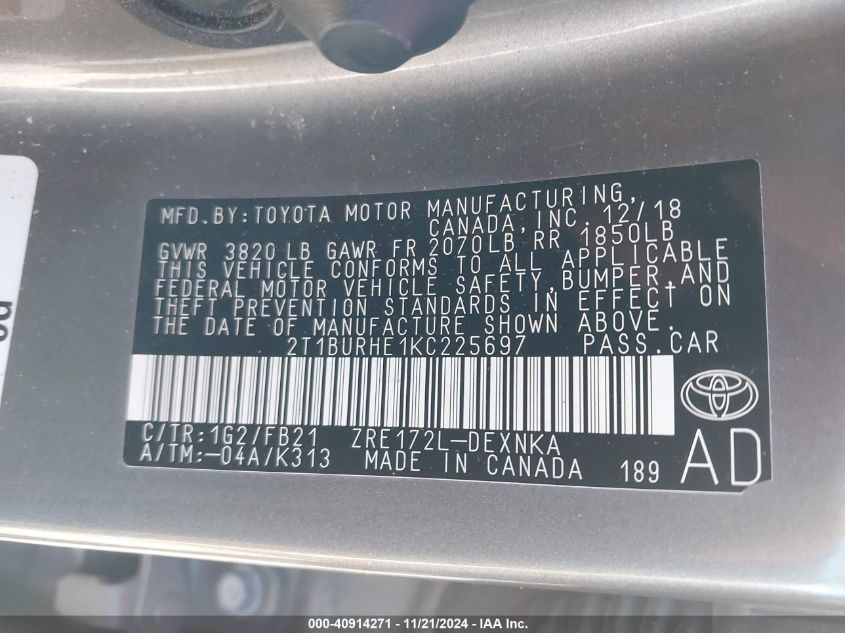 MFD.BY:TOYOTA MOTOR MANUFACTURING,
CANADA,INC. 12/18
GVWR 3820 LB GAWR FR 2070LB RR 1850LB
THIS VEHICLE CONFORMS TO ALL APPLICABLE
FEDERAL MOTOR VEHICLE SAFETY,BUMPER,AND
THEFT PREVENTION STANDARDS IN EFFECT ON
THE DATE OF MANUFACTURE SHOWN ABOVE.
2T1BURHE1KC225697 PASS.CAR
C/TR:1G2/FB21 ZRE172L-DEXNKA
A/TM:-04A/K313 MADE IN CANADA 189 AD
000-40914271 - 11/21/2024 - IAA Inc.